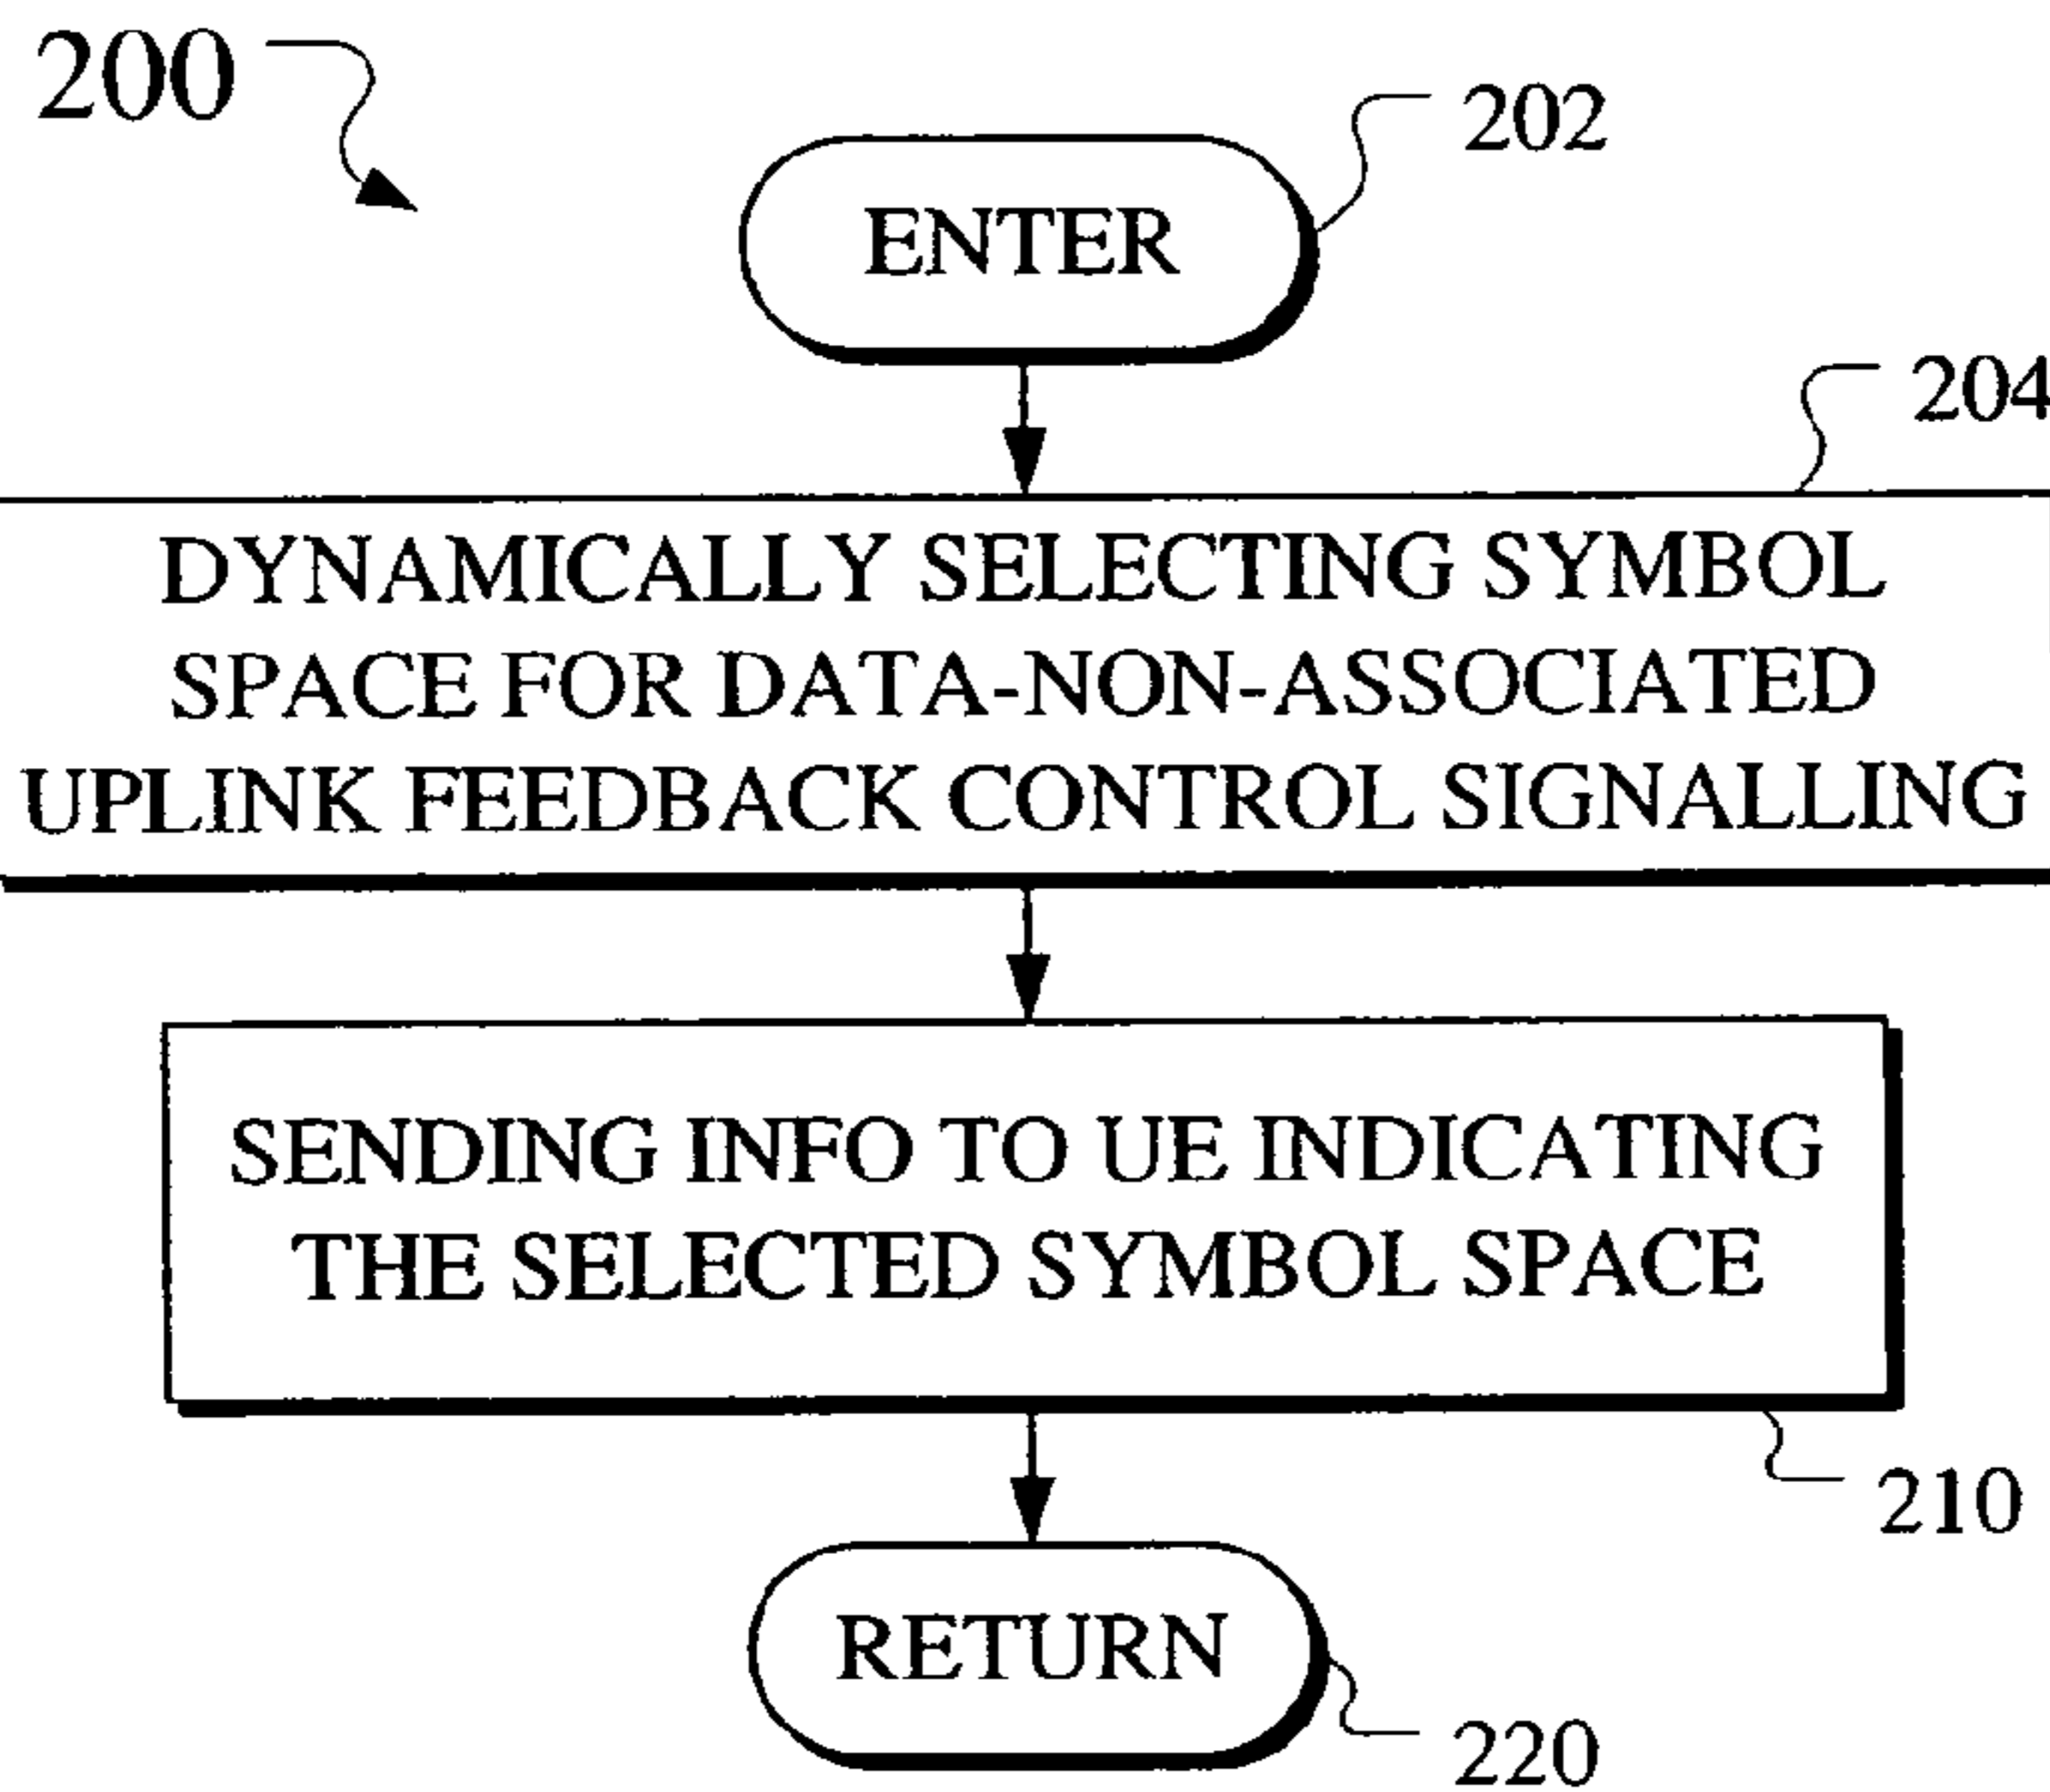 200
202
ENTER
204
DYNAMICALLY SELECTING SYMBOL
SPACE FOR DATA-NON-ASSOCIATED
UPLINK FEEDBACK CONTROL SIGNALLING
SENDING INFO TO UE INDICATING
THE SELECTED SYMBOL SPACE
210
RETURN
220